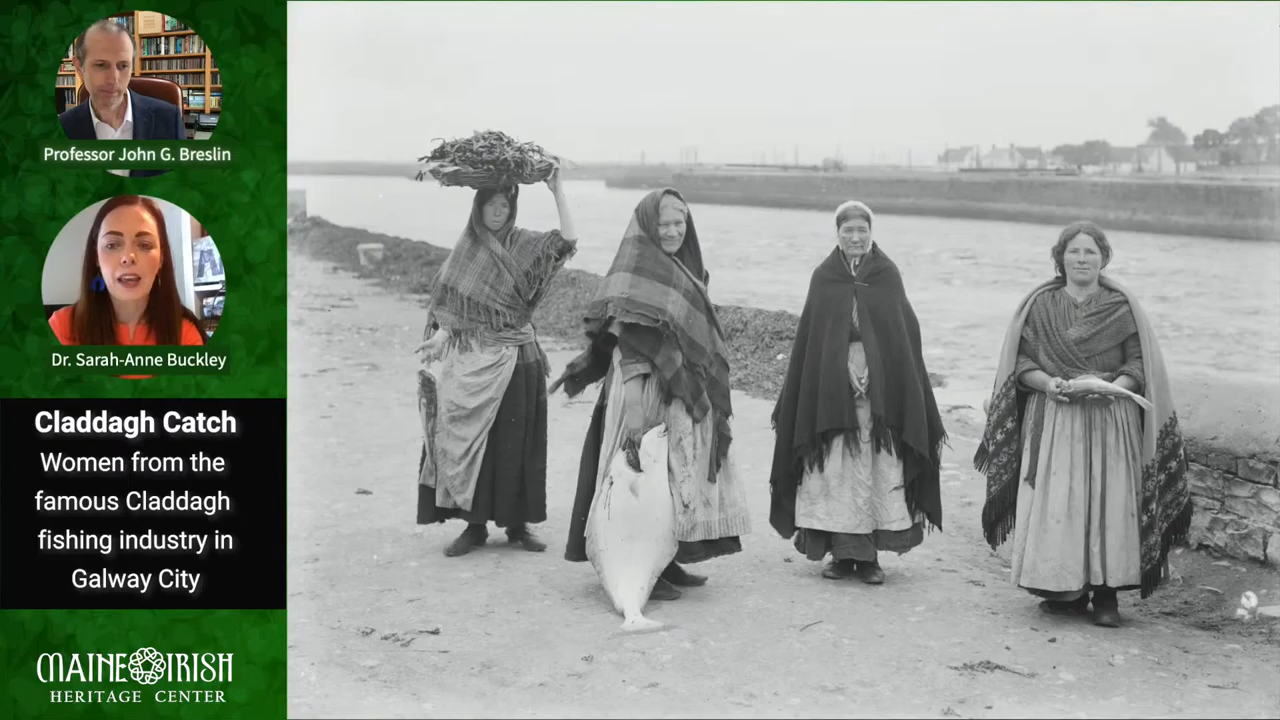 Professor John G. Breslin
Dr. Sarah-Anne Buckley
Claddagh Catch
Women from the
famous Claddagh
fishing industry in
Galway City
MAINE IRISH
HERITAGE CENTER